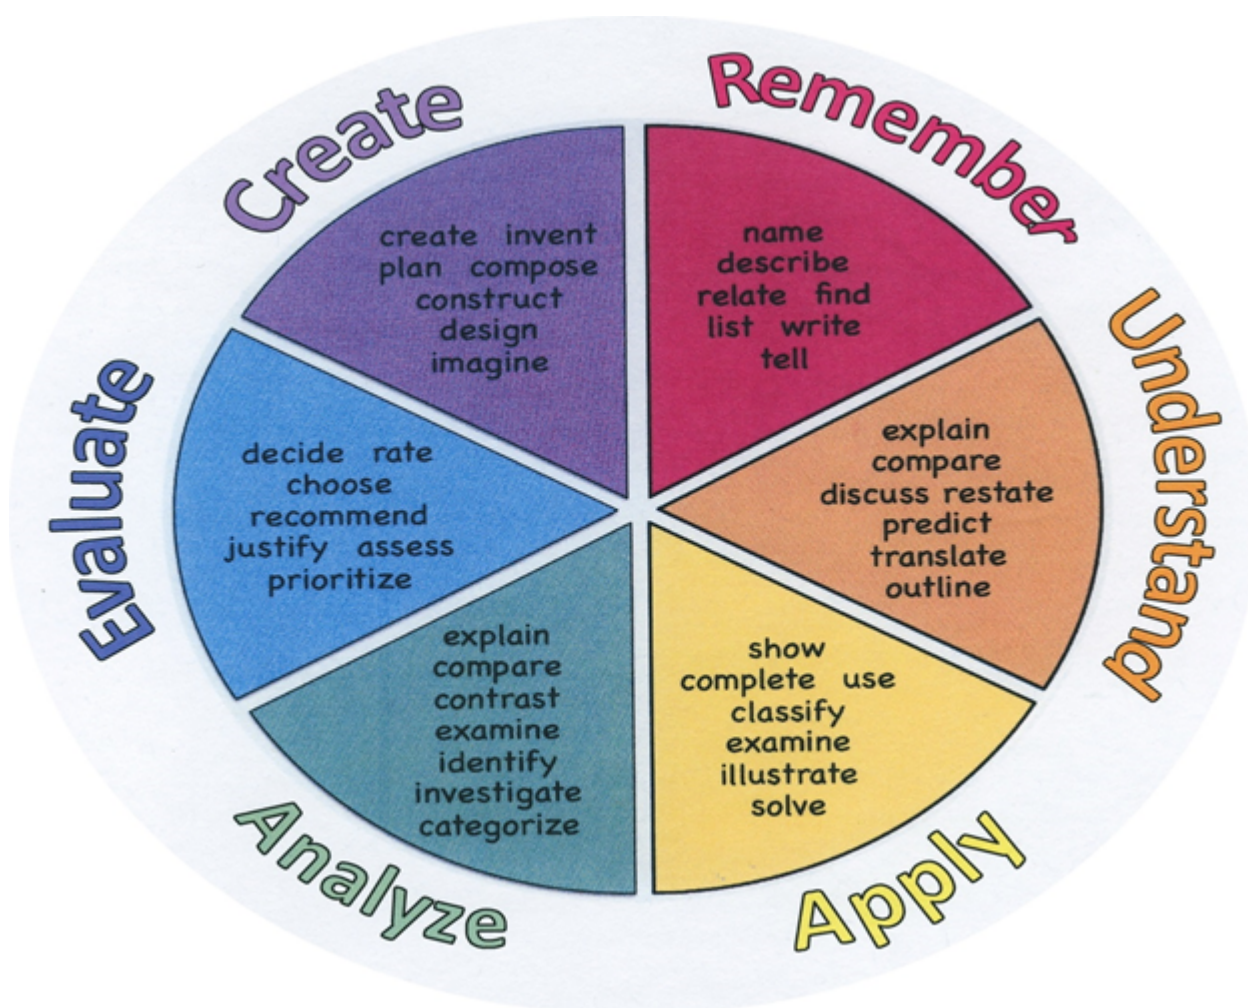 Remember
name
describe
relate find
list write
tell
Understand
explain
compare
discuss restate
predict
translate
outline
Apply
show
complete use
classify
examine
illustrate
solve
Analyze
explain
compare
contrast
examine
identify
investigate
categorize
Evaluate
decide rate
choose
recommend
justify assess
prioritize
Create
create invent
plan compose
construct
design
imagine